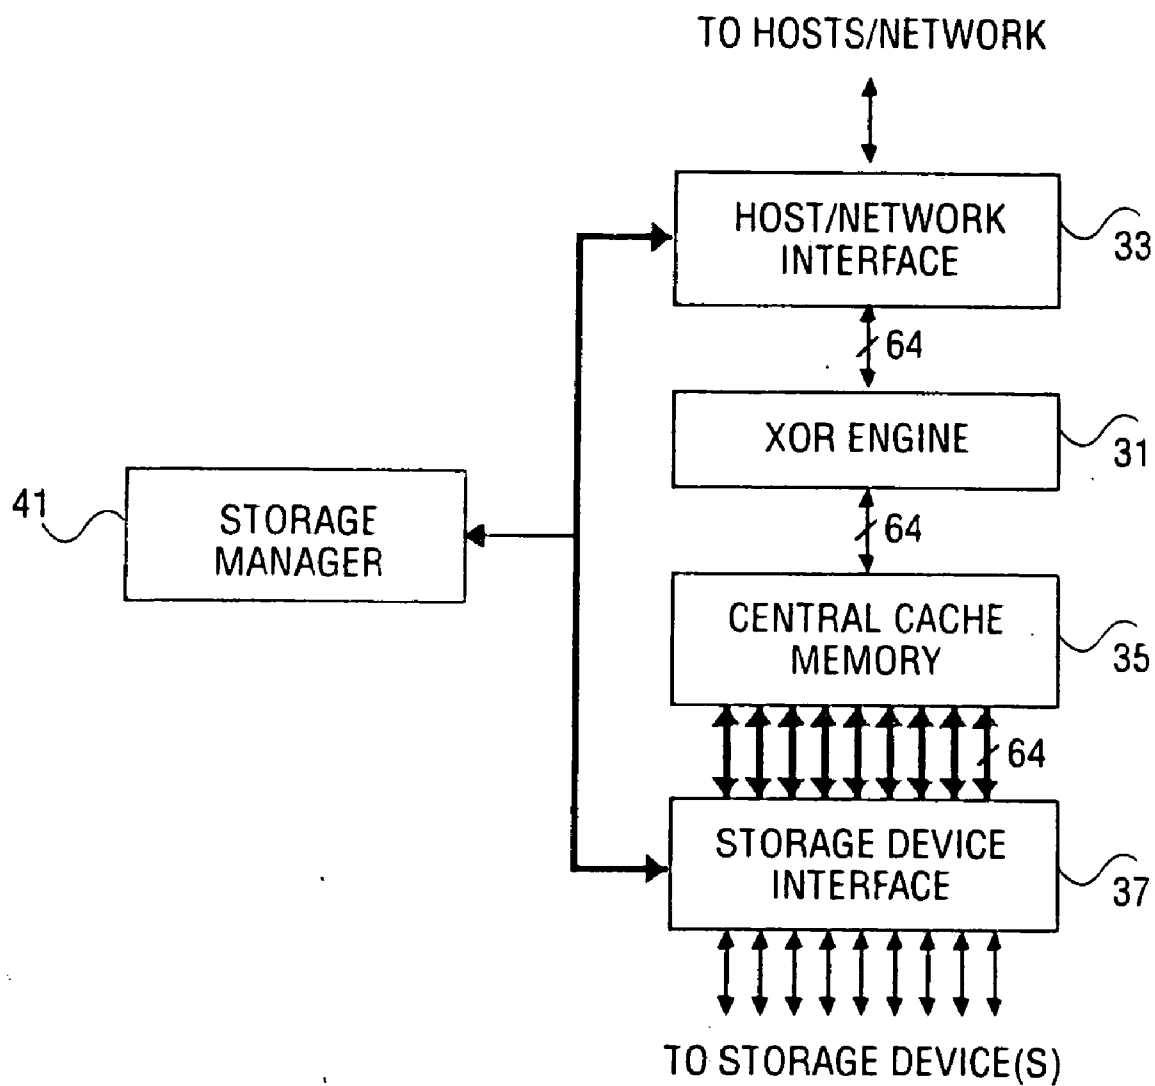 TO HOSTS/NETWORK
HOST/NETWORK
INTERFACE
33
64
XOR ENGINE
31
64
41
STORAGE
MANAGER
CENTRAL CACHE
MEMORY
35
64
STORAGE DEVICE
INTERFACE
37
TO STORAGE DEVICE(S)